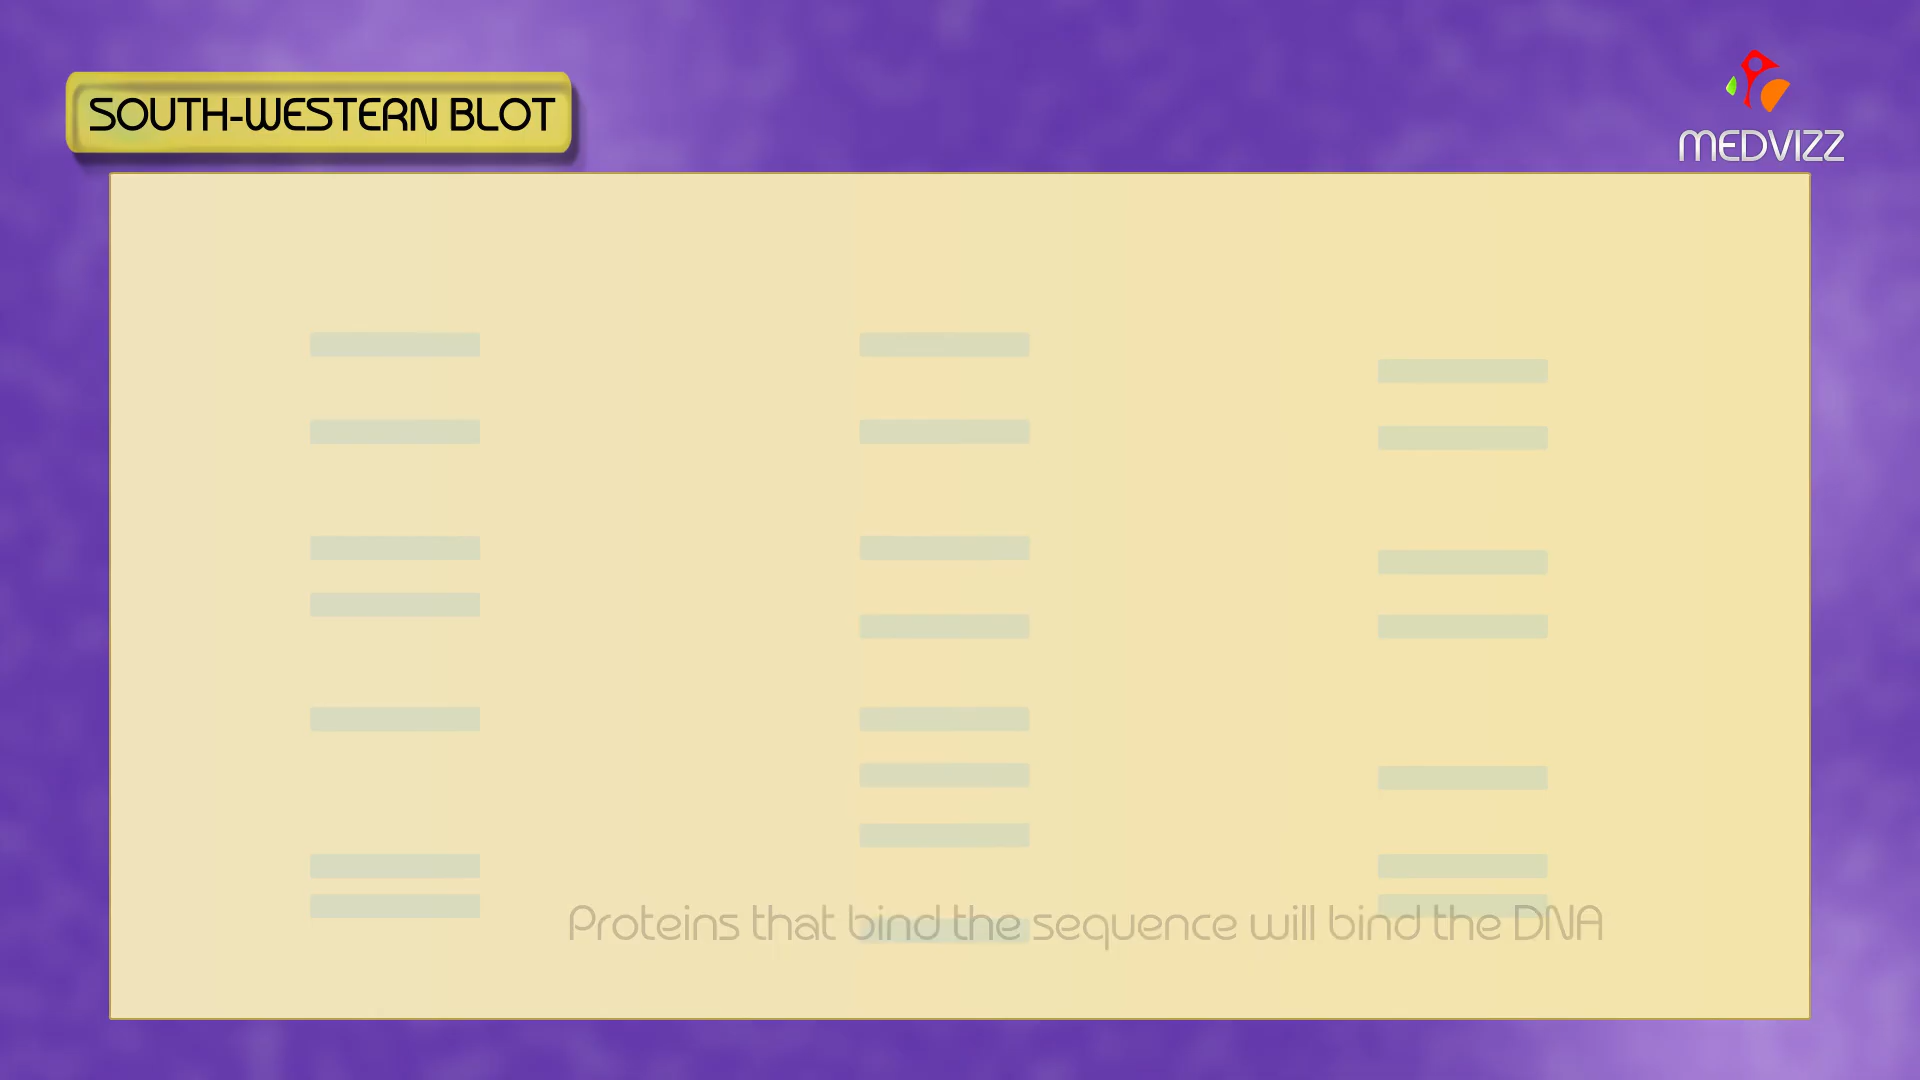 SOUTH-WESTERN BLOT
MEDVIZZ
Proteins that bind the sequence will bind the DNA